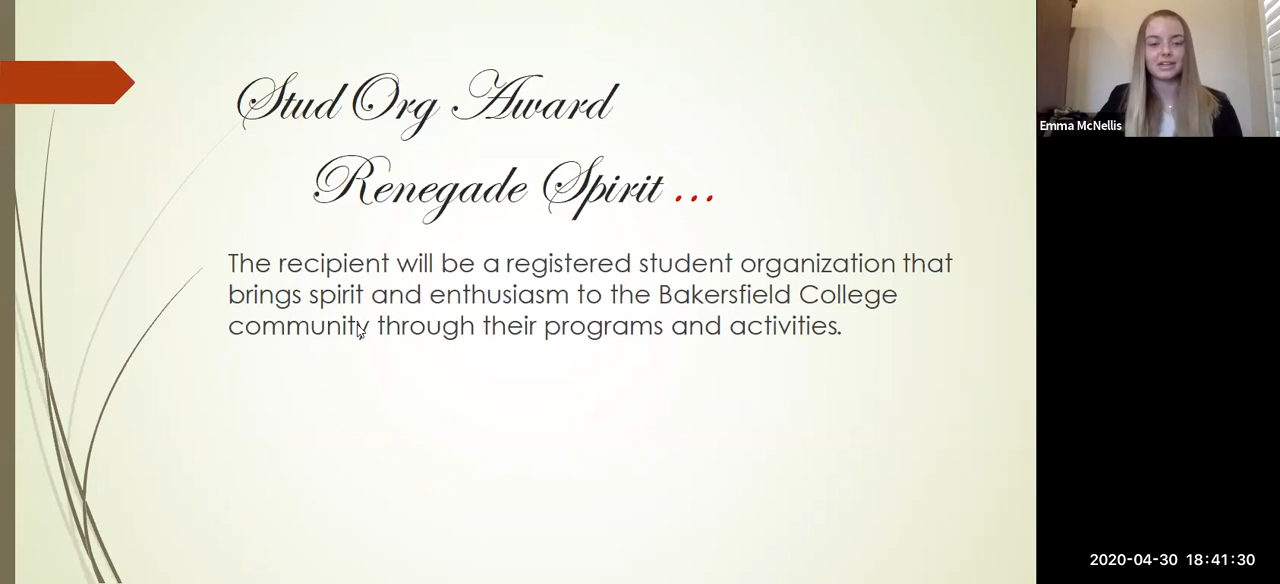 Stud Org Award
Renegade Spirit ...
The recipient will be a registered student organization that
brings spirit and enthusiasm to the Bakersfield College
community through their programs and activities.
Emma McNellis
2020-04-30 18:41:30